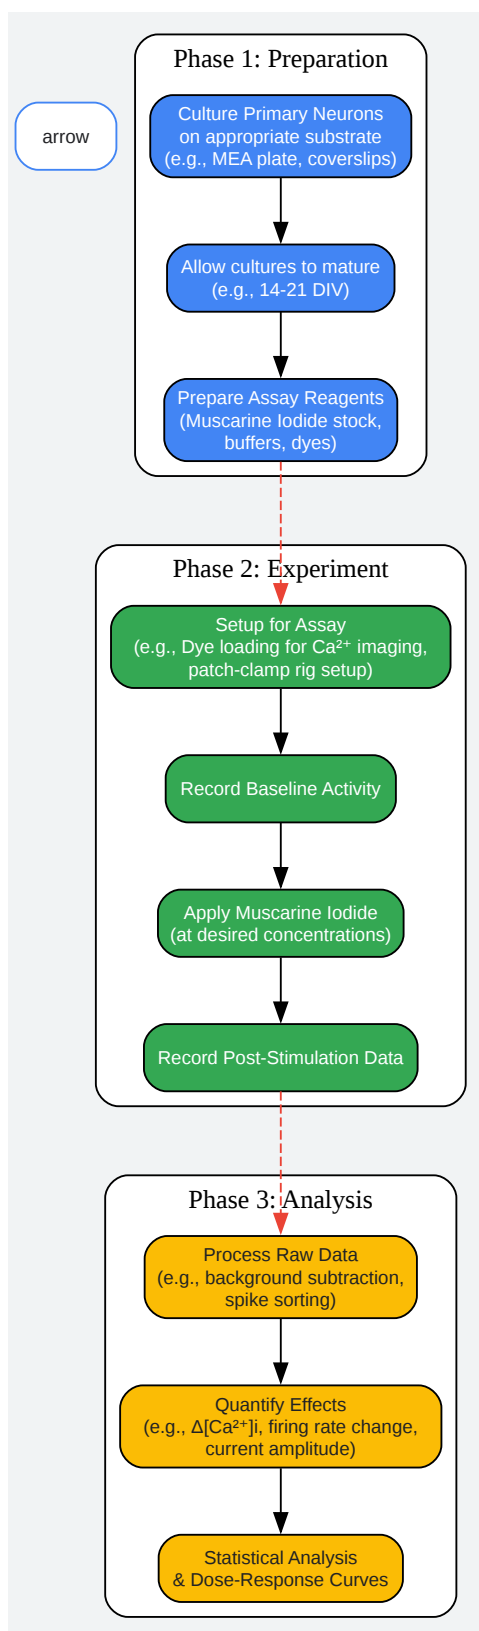 Phase 1: Preparation
arrow
Culture Primary Neurons
on appropriate substrate
(e.g., MEA plate, coverslips)
Allow cultures to mature
(e.g., 14-21 DIV)
Prepare Assay Reagents
(Muscarine Iodide stock,
buffers, dyes)
Phase 2: Experiment
Setup for Assay
(e.g., Dye loading for Ca²⁺ imaging,
patch-clamp rig setup)
Record Baseline Activity
Apply Muscarine Iodide
(at desired concentrations)
Record Post-Stimulation Data
Phase 3: Analysis
Process Raw Data
(e.g., background subtraction,
spike sorting)
Quantify Effects
(e.g., Δ[Ca²⁺]i, firing rate change,
current amplitude)
Statistical Analysis
& Dose-Response Curves